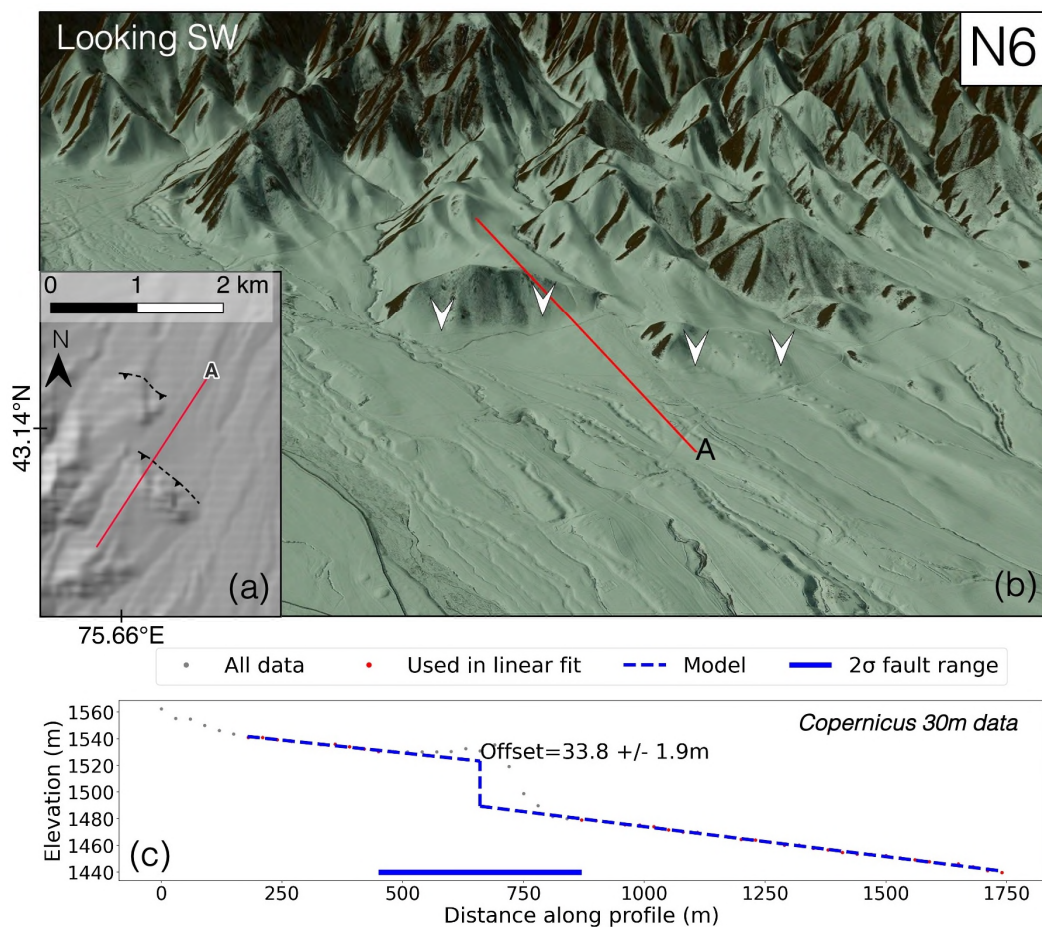 Looking SW
N6
0 1 2 km
N
A
43.14°N
(a)
75.66°E
A
(b)
All data Used in linear fit Model 2σ fault range
Copernicus 30m data
Offset=33.8 +/- 1.9m
Elevation (m)
1560
1540
1520
1500
1480
1460
1440
(c)
0 250 500 750 1000 1250 1500 1750
Distance along profile (m)